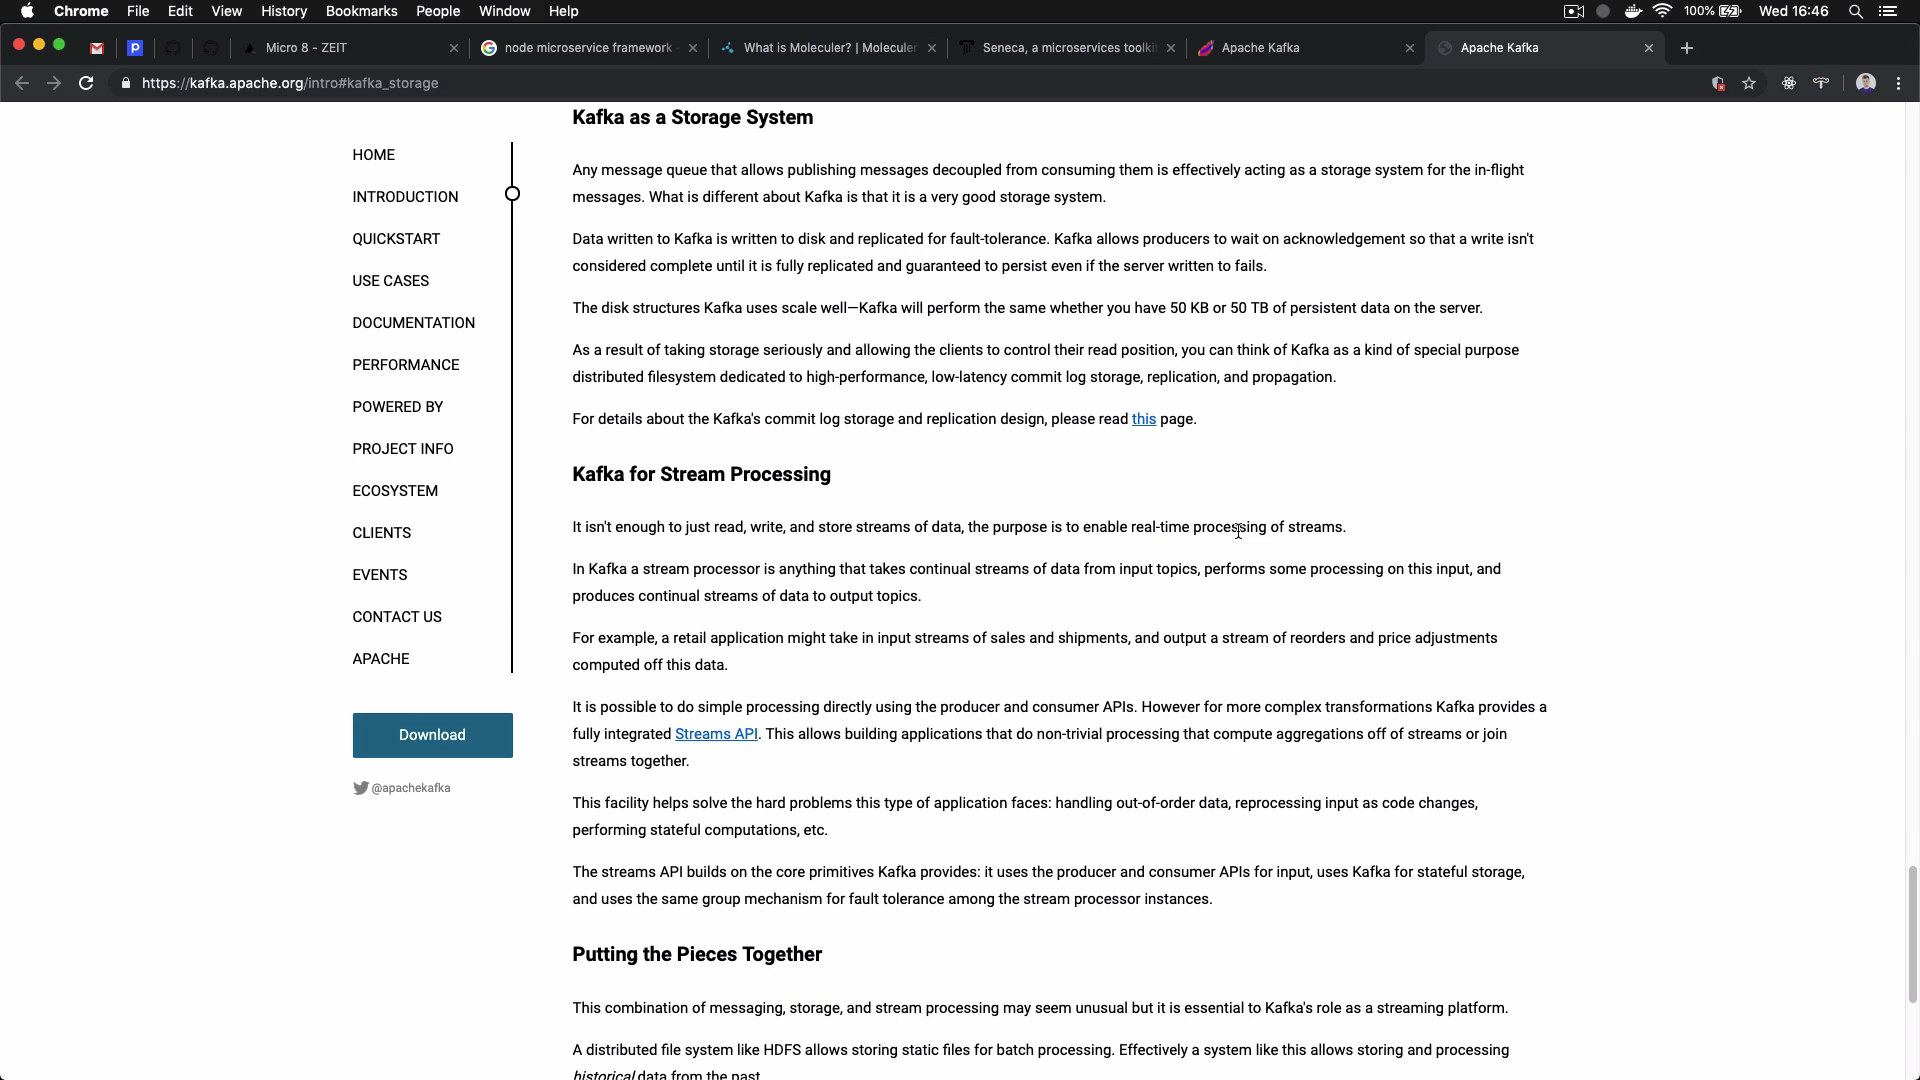 Chrome File Edit View History Bookmarks People Window Help 100% Wed 16:46
Micro 8 - ZEIT node microservice framework What is Moleculer? | Moleculer Seneca, a microservices toolki Apache Kafka Apache Kafka
https://kafka.apache.org/intro#kafka_storage
HOME
INTRODUCTION
QUICKSTART
USE CASES
DOCUMENTATION
PERFORMANCE
POWERED BY
PROJECT INFO
ECOSYSTEM
CLIENTS
EVENTS
CONTACT US
APACHE
Download
@apachekafka
Kafka as a Storage System
Any message queue that allows publishing messages decoupled from consuming them is effectively acting as a storage system for the in-flight
messages. What is different about Kafka is that it is a very good storage system.
Data written to Kafka is written to disk and replicated for fault-tolerance. Kafka allows producers to wait on acknowledgement so that a write isn't
considered complete until it is fully replicated and guaranteed to persist even if the server written to fails.
The disk structures Kafka uses scale well—Kafka will perform the same whether you have 50 KB or 50 TB of persistent data on the server.
As a result of taking storage seriously and allowing the clients to control their read position, you can think of Kafka as a kind of special purpose
distributed filesystem dedicated to high-performance, low-latency commit log storage, replication, and propagation.
For details about the Kafka's commit log storage and replication design, please read this page.
Kafka for Stream Processing
It isn't enough to just read, write, and store streams of data, the purpose is to enable real-time processing of streams.
In Kafka a stream processor is anything that takes continual streams of data from input topics, performs some processing on this input, and
produces continual streams of data to output topics.
For example, a retail application might take in input streams of sales and shipments, and output a stream of reorders and price adjustments
computed off this data.
It is possible to do simple processing directly using the producer and consumer APIs. However for more complex transformations Kafka provides a
fully integrated Streams API. This allows building applications that do non-trivial processing that compute aggregations off of streams or join
streams together.
This facility helps solve the hard problems this type of application faces: handling out-of-order data, reprocessing input as code changes,
performing stateful computations, etc.
The streams API builds on the core primitives Kafka provides: it uses the producer and consumer APIs for input, uses Kafka for stateful storage,
and uses the same group mechanism for fault tolerance among the stream processor instances.
Putting the Pieces Together
This combination of messaging, storage, and stream processing may seem unusual but it is essential to Kafka's role as a streaming platform.
A distributed file system like HDFS allows storing static files for batch processing. Effectively a system like this allows storing and processing
historical data from the past